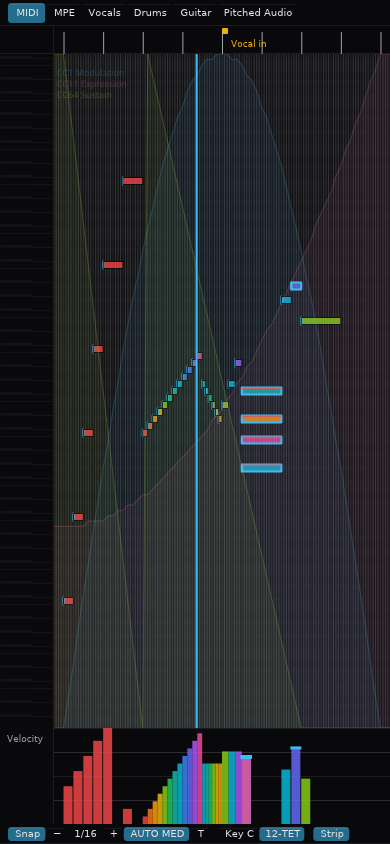 MIDI MPE Vocals Drums Guitar Pitched Audio
Vocal in
CC1 Modulation
CC11 Expression
CC64 Sustain
Velocity
Snap − 1/16 + AUTO MED T Key C 12-TET Strip